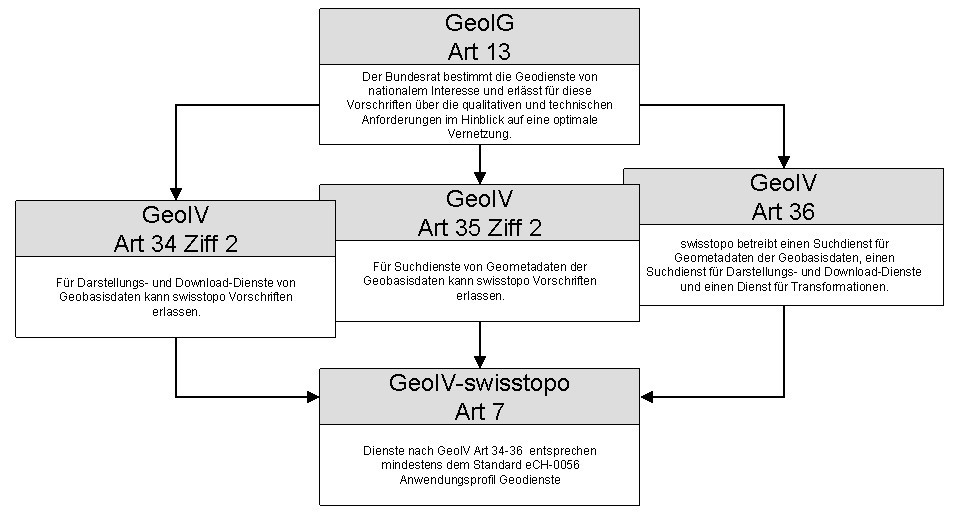 GeoIG
Art 13
Der Bundesrat bestimmt die Geodienste von
nationalem Interesse und erlässt für diese
Vorschriften über die qualitativen und technischen
Anforderungen im Hinblick auf eine optimale
Vernetzung.
GeoIV
Art 34 Ziff 2
Für Darstellungs- und Download-Dienste von
Geobasisdaten kann swisstopo Vorschriften
erlassen.
GeoIV
Art 35 Ziff 2
Für Suchdienste von Geometadaten der
Geobasisdaten kann swisstopo Vorschriften
erlassen.
GeoIV
Art 36
swisstopo betreibt einen Suchdienst für
Geometadaten der Geobasisdaten, einen
Suchdienst für Darstellungs- und Download-Dienste
und einen Dienst für Transformationen.
GeoIV-swisstopo
Art 7
Dienste nach GeoIV Art 34-36 entsprechen
mindestens dem Standard eCH-0056
Anwendungsprofil Geodienste